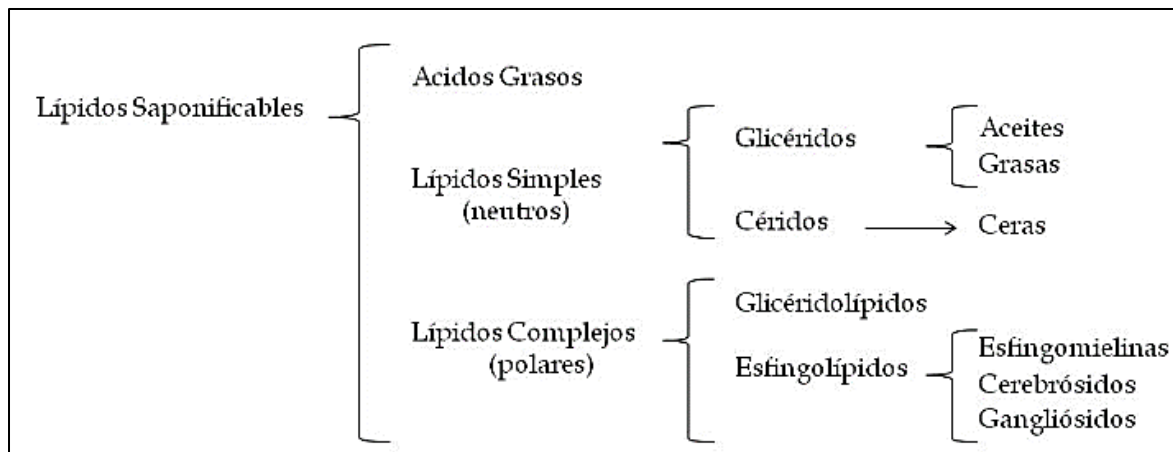 Lípidos Saponificables
Acidos Grasos
Lípidos Simples
(neutros)
Glicéridos
Aceites
Grasas
Céridos
Ceras
Lípidos Complejos
(polares)
Glicéridolípidos
Esfingolípidos
Esfingomielinas
Cerebrósidos
Gangliósidos